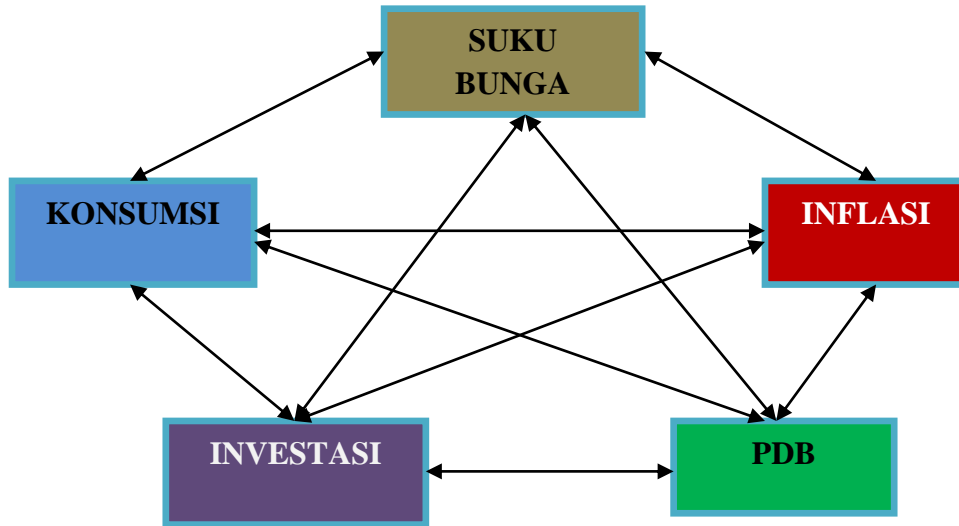 SUKU
BUNGA
KONSUMSI
INFLASI
INVESTASI
PDB